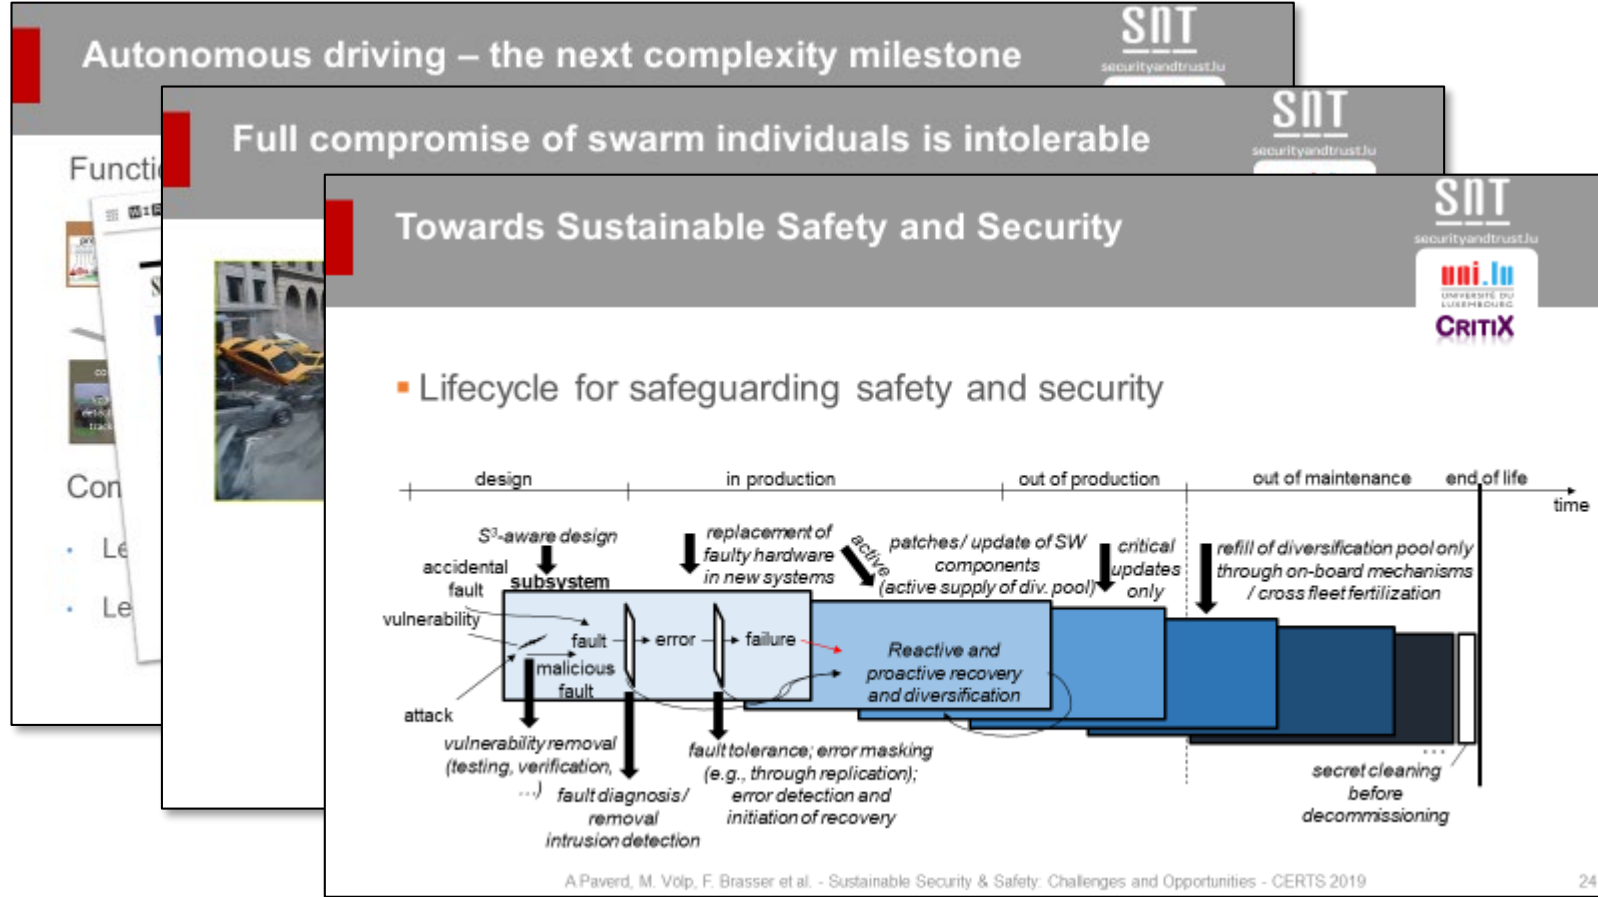 Autonomous driving – the next complexity milestone
SnT
securityandtrust.lu
Full compromise of swarm individuals is intolerable
SnT
securityandtrust.lu
Towards Sustainable Safety and Security
SnT
securityandtrust.lu
uni.lu
UNIVERSITÉ DU
LUXEMBOURG
CRITIX
Lifecycle for safeguarding safety and security
design
in production
out of production
out of maintenance
end of life
time
S³-aware design
replacement of
faulty hardware
in new systems
active
patches / update of SW
components
(active supply of div. pool)
critical
updates
only
refill of diversification pool only
through on-board mechanisms
/ cross fleet fertilization
accidental
fault
subsystem
vulnerability
fault
error
failure
malicious
fault
attack
Reactive and
proactive recovery
and diversification
vulnerability removal
(testing, verification,
...)
fault diagnosis /
removal
intrusion detection
fault tolerance; error masking
(e.g., through replication);
error detection and
initiation of recovery
...
secret cleaning
before
decommissioning
A Paverd, M. Völp, F. Brasser et al. - Sustainable Security & Safety: Challenges and Opportunities - CERTS 2019
24